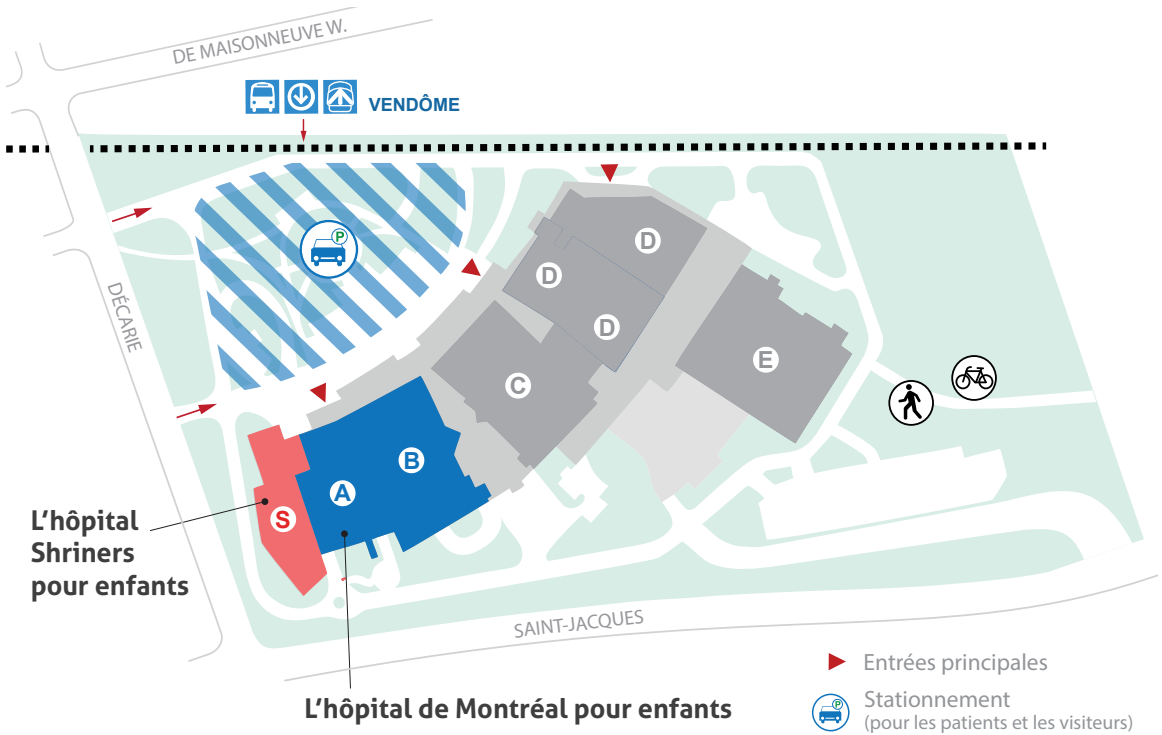 DE MAISONNEUVE W.
VENDÔME
P
DÉCARIE
D
D
D
E
C
B
A
S
L'hôpital
Shriners
pour enfants
SAINT-JACQUES
L'hôpital de Montréal pour enfants
Entrées principales
P
Stationnement
(pour les patients et les visiteurs)